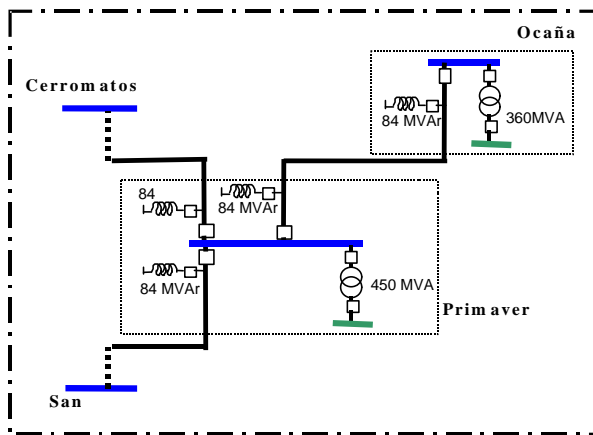 Ocaña
Cerromatos
84 MVAr
360MVA
84
84 MVAr
84 MVAr
450 MVA
Primaver
San